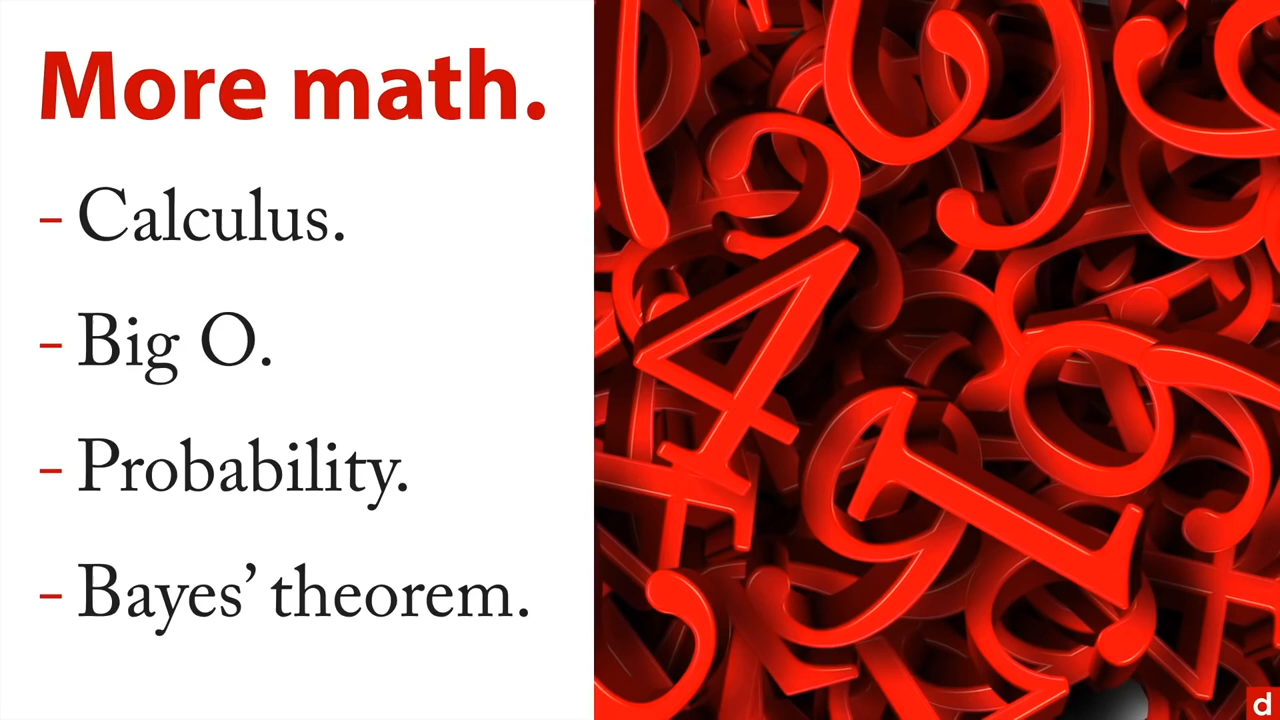 More math.
- Calculus.
- Big O.
- Probability.
- Bayes’ theorem.
d